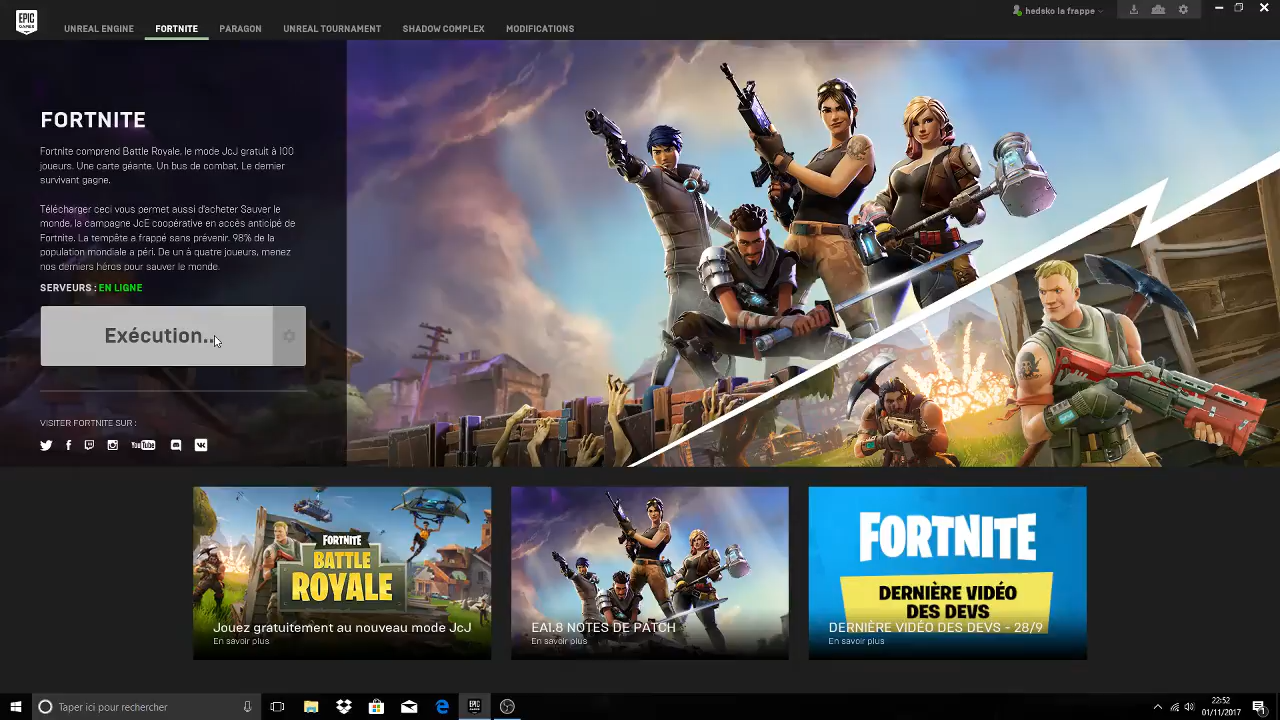 EPIC GAMES
UNREAL ENGINE FORTNITE PARAGON UNREAL TOURNAMENT SHADOW COMPLEX MODIFICATIONS
hedsko la frappe
FORTNITE
Fortnite comprend Battle Royale, le mode JcJ gratuit à 100
joueurs. Une carte géante. Un bus de combat. Le dernier
survivant gagne.
Télécharger ceci vous permet aussi d'acheter Sauver le
monde, la campagne JcE coopérative en accès anticipé de
Fortnite. La tempête a frappé sans prévenir. 98% de la
population mondiale a péri. De un à quatre joueurs, menez
nos derniers héros pour sauver le monde.
SERVEURS : EN LIGNE
Exécution..
VISITER FORTNITE SUR :
YouTube
FORTNITE
BATTLE
ROYALE
Jouez gratuitement au nouveau mode JcJ
En savoir plus
EA1.8 NOTES DE PATCH
En savoir plus
FORTNITE
DERNIÈRE VIDÉO
DES DEVS
DERNIÈRE VIDÉO DES DEVS - 28/9
En savoir plus
Taper ici pour rechercher
22:52
01/11/2017